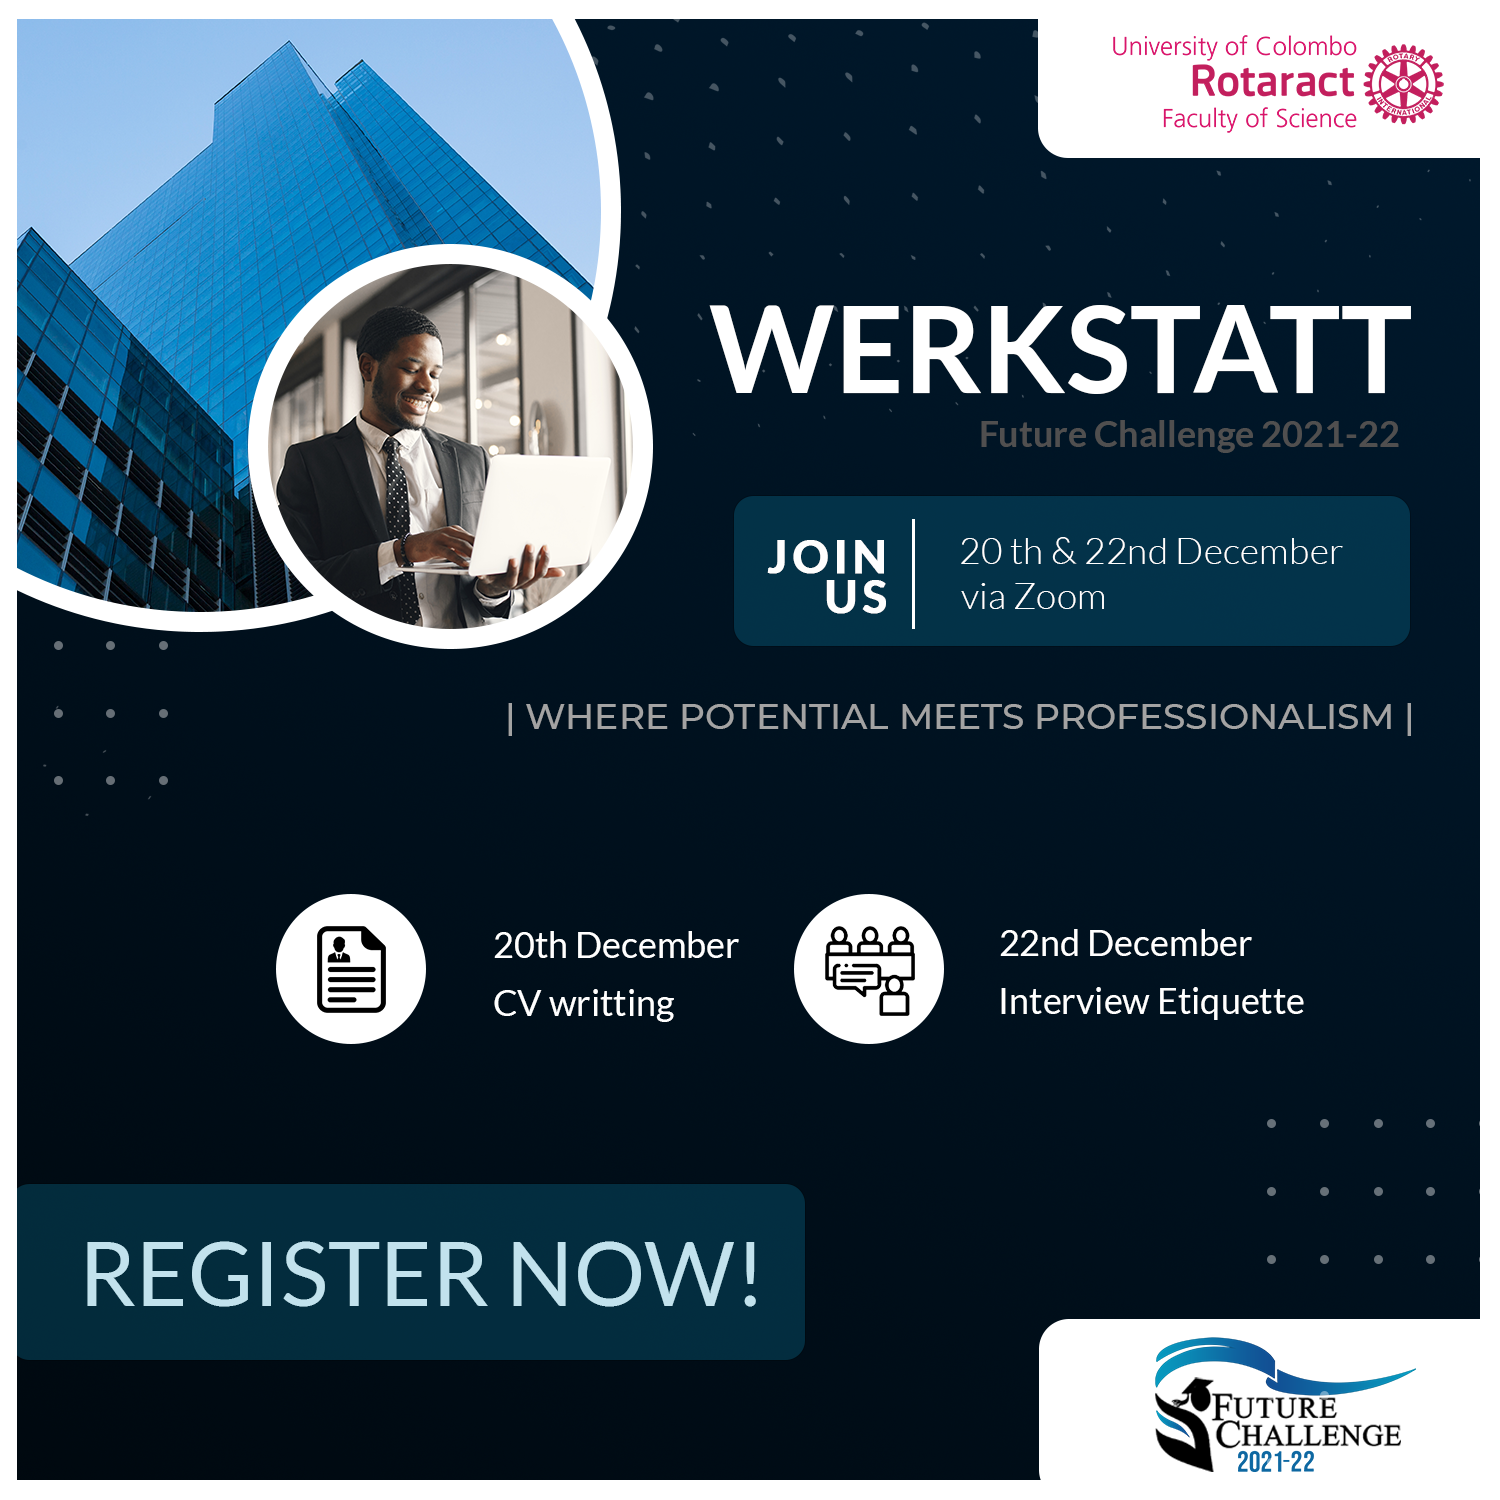 University of Colombo
Rotaract
Faculty of Science
ROTARY
INTERNATIONAL
WERKSTATT
Future Challenge 2021-22
JOIN
US
20 th & 22nd December
via Zoom
| WHERE POTENTIAL MEETS PROFESSIONALISM |
20th December
CV writting
22nd December
Interview Etiquette
REGISTER NOW!
FUTURE
CHALLENGE
2021-22